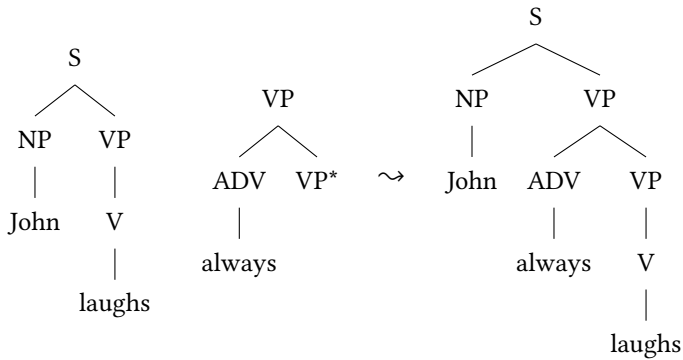 S
NP VP
John V
laughs
VP
ADV VP*
always
⤳
S
NP VP
John ADV VP
always V
laughs